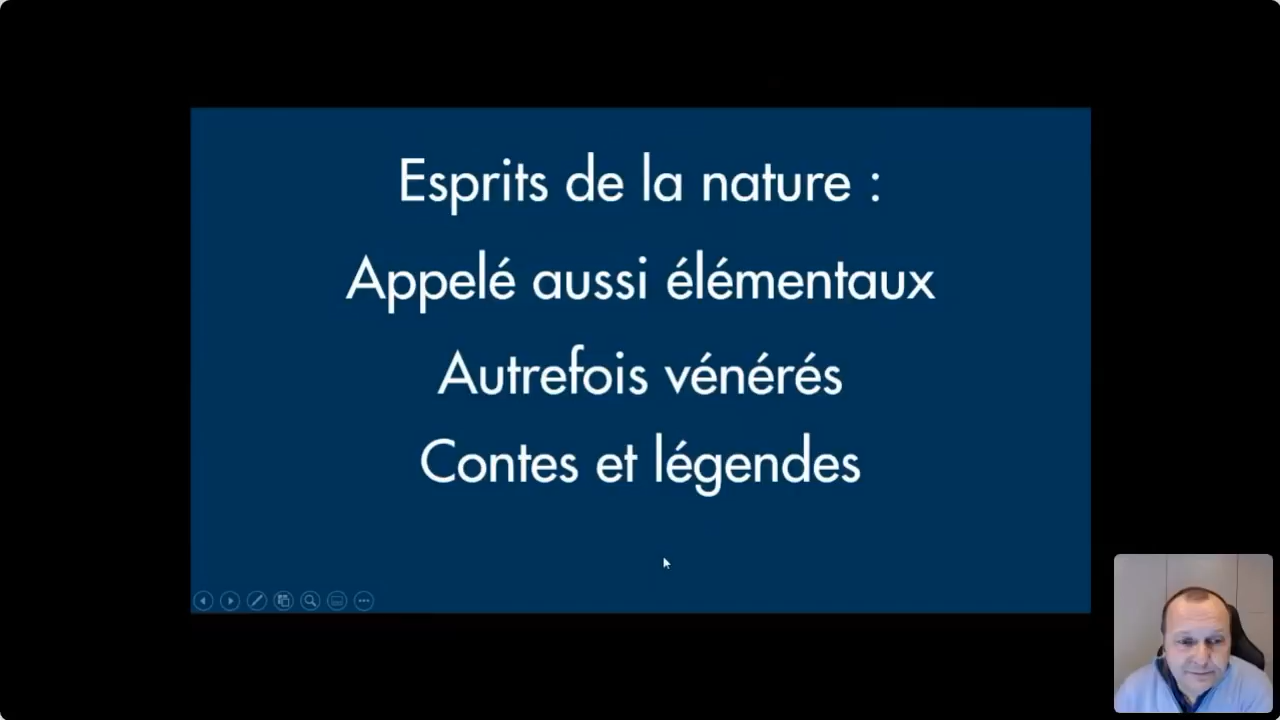 Esprits de la nature :
Appelé aussi élémentaux
Autrefois vénérés
Contes et légendes